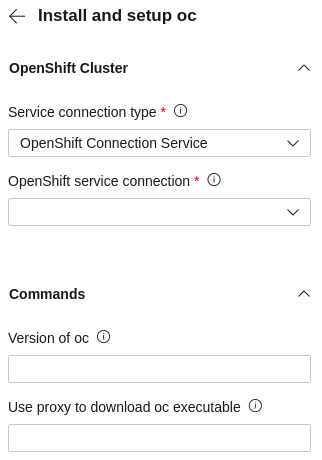 Install and setup oc
OpenShift Cluster
Service connection type *
OpenShift Connection Service
OpenShift service connection *
Commands
Version of oc
Use proxy to download oc executable